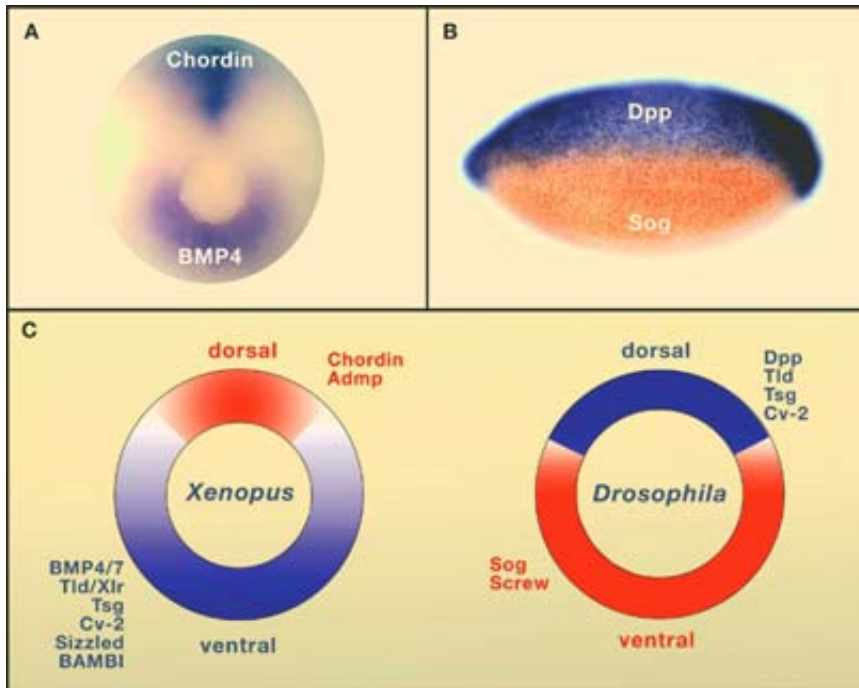 A
Chordin
BMP4
B
Dpp
Sog
C
dorsal
Chordin
Admp
Xenopus
BMP4/7
Tld/Xlr
Tsg
Cv-2
Sizzled
BAMBI
ventral
dorsal
Dpp
Tld
Tsg
Cv-2
Drosophila
Sog
Screw
ventral